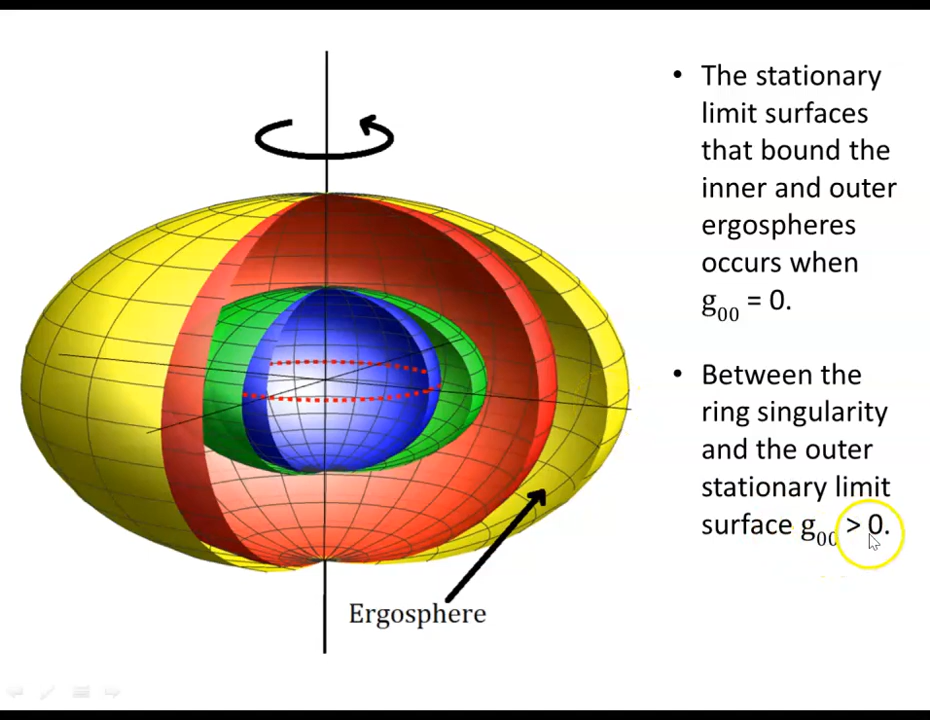 • The stationary
limit surfaces
that bound the
inner and outer
ergospheres
occurs when
g₀₀ = 0.
• Between the
ring singularity
and the outer
stationary limit
surface g₀₀ > 0.
Ergosphere